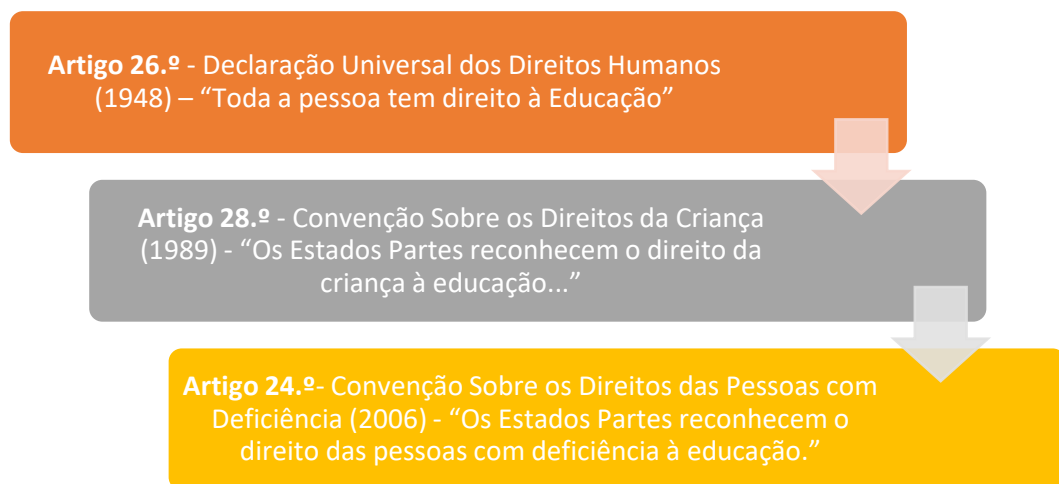 Artigo 26.º - Declaração Universal dos Direitos Humanos
(1948) – “Toda a pessoa tem direito à Educação”
Artigo 28.º - Convenção Sobre os Direitos da Criança
(1989) - “Os Estados Partes reconhecem o direito da
criança à educação...”
Artigo 24.º- Convenção Sobre os Direitos das Pessoas com
Deficiência (2006) - “Os Estados Partes reconhecem o
direito das pessoas com deficiência à educação.”